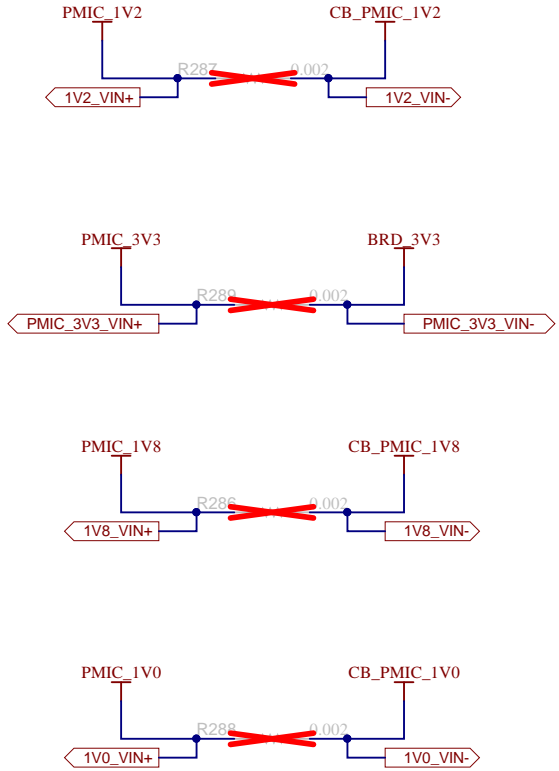 PMIC_1V2 CB_PMIC_1V2
R287 0.002
1V2_VIN+ 1V2_VIN-
PMIC_3V3 BRD_3V3
R289 0.002
PMIC_3V3_VIN+ PMIC_3V3_VIN-
PMIC_1V8 CB_PMIC_1V8
R286 0.002
1V8_VIN+ 1V8_VIN-
PMIC_1V0 CB_PMIC_1V0
R288 0.002
1V0_VIN+ 1V0_VIN-